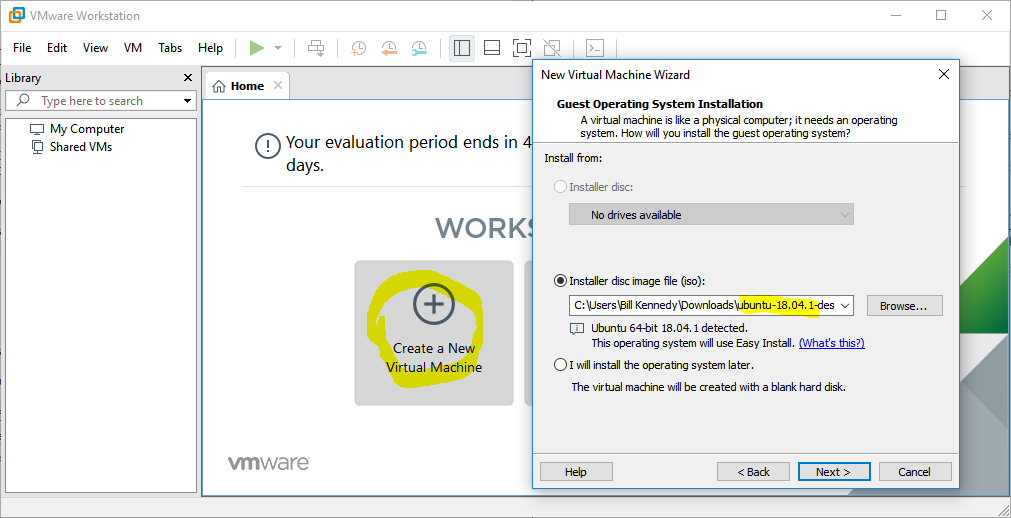 VMware Workstation
File Edit View VM Tabs Help
Library
Type here to search
My Computer
Shared VMs
Home
Your evaluation period ends in 4
days.
WORKS
Create a New
Virtual Machine
vmware
New Virtual Machine Wizard
Guest Operating System Installation
A virtual machine is like a physical computer; it needs an operating
system. How will you install the guest operating system?
Install from:
Installer disc:
No drives available
Installer disc image file (iso):
C:\Users\Bill Kennedy\Downloads\ubuntu-18.04.1-des
Browse...
Ubuntu 64-bit 18.04.1 detected.
This operating system will use Easy Install. (What's this?)
I will install the operating system later.
The virtual machine will be created with a blank hard disk.
Help < Back Next > Cancel